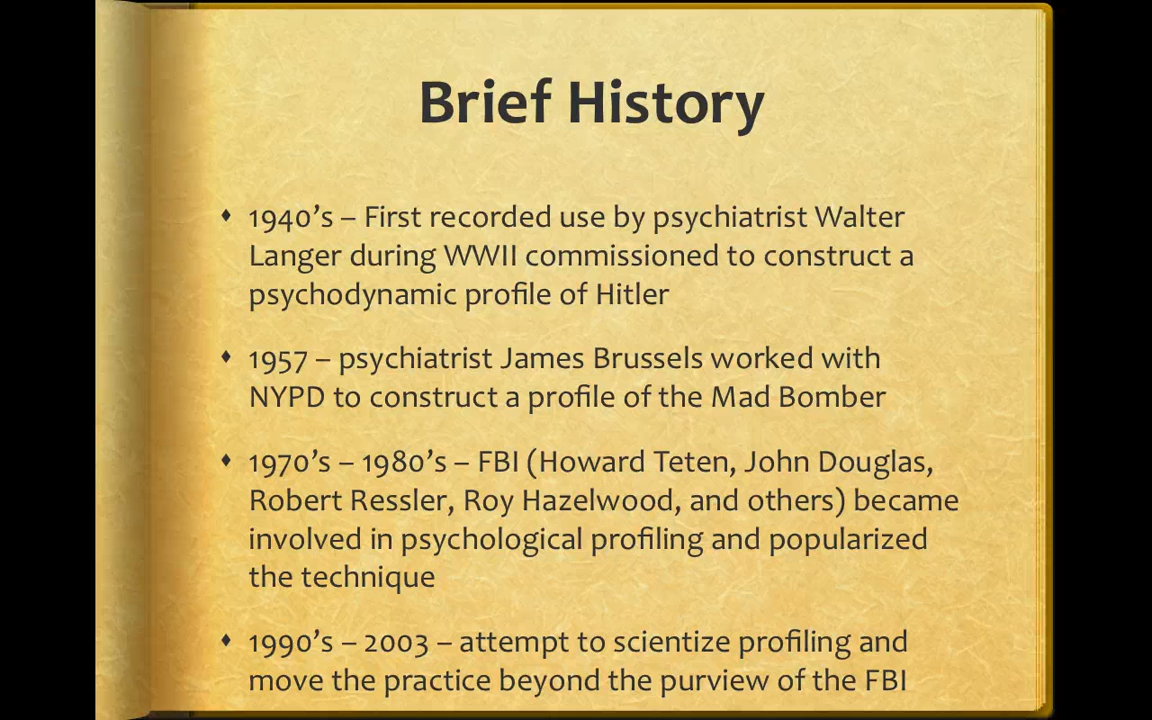 Brief History
♦ 1940’s – First recorded use by psychiatrist Walter
Langer during WWII commissioned to construct a
psychodynamic profile of Hitler
♦ 1957 – psychiatrist James Brussels worked with
NYPD to construct a profile of the Mad Bomber
♦ 1970’s – 1980’s – FBI (Howard Teten, John Douglas,
Robert Ressler, Roy Hazelwood, and others) became
involved in psychological profiling and popularized
the technique
♦ 1990’s – 2003 – attempt to scientize profiling and
move the practice beyond the purview of the FBI